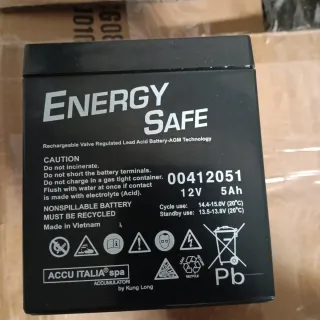 ENERGY
SAFE
Rechargeable Valve Regulated Lead Acid Battery-AGM Technology
CAUTION
Do not incinerate.
Do not short the battery terminals.
Do not charge in a gas tight container.
Flush with water at once if contact
is made with electrolyte (Acid).
00412051
12V 5Ah
NONSPILLABLE BATTERY
MUST BE RECYCLED
Cycle use: 14.4-15.0V (20°C)
Standby use: 13.5-13.8V (20°C)
Made in Vietnam
ACCU ITALIA® spa
ACCUMULATORI
by Kung Long
Pb